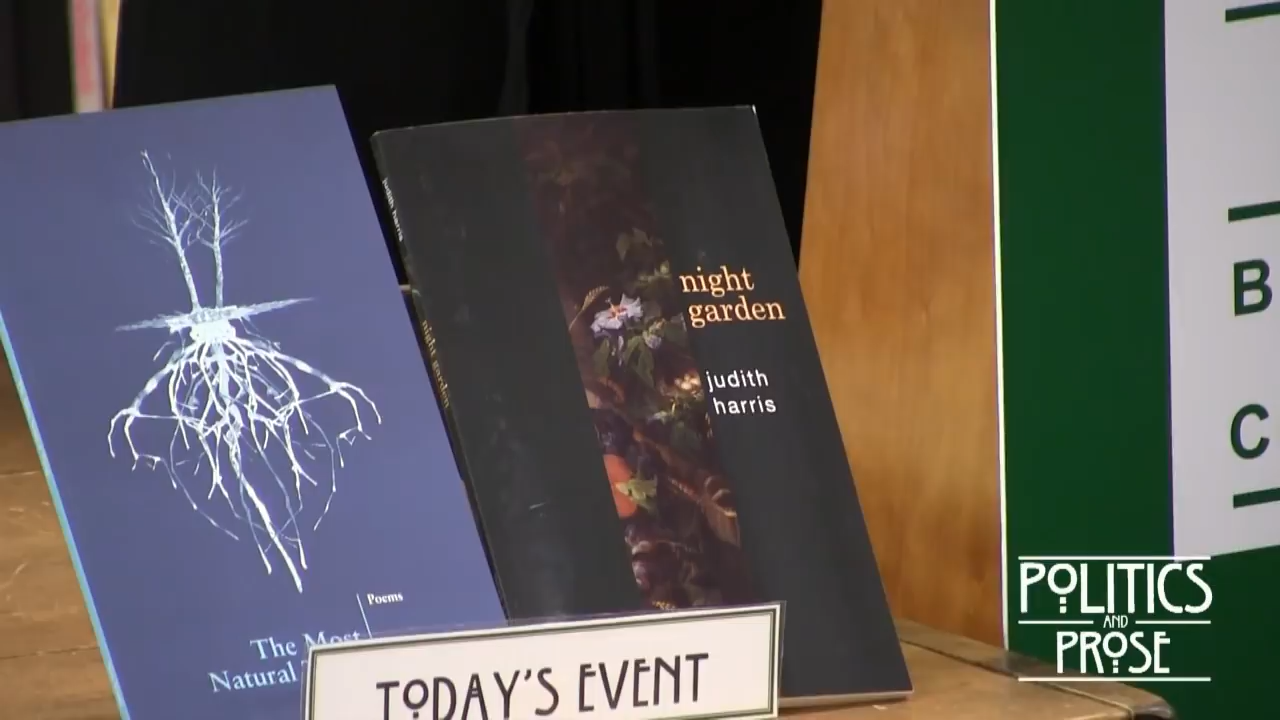 Poems
The Most
Natural
judith harris
night garden
night
garden
judith
harris
TODAY'S EVENT
B
C
POLITICS
AND
PROSE